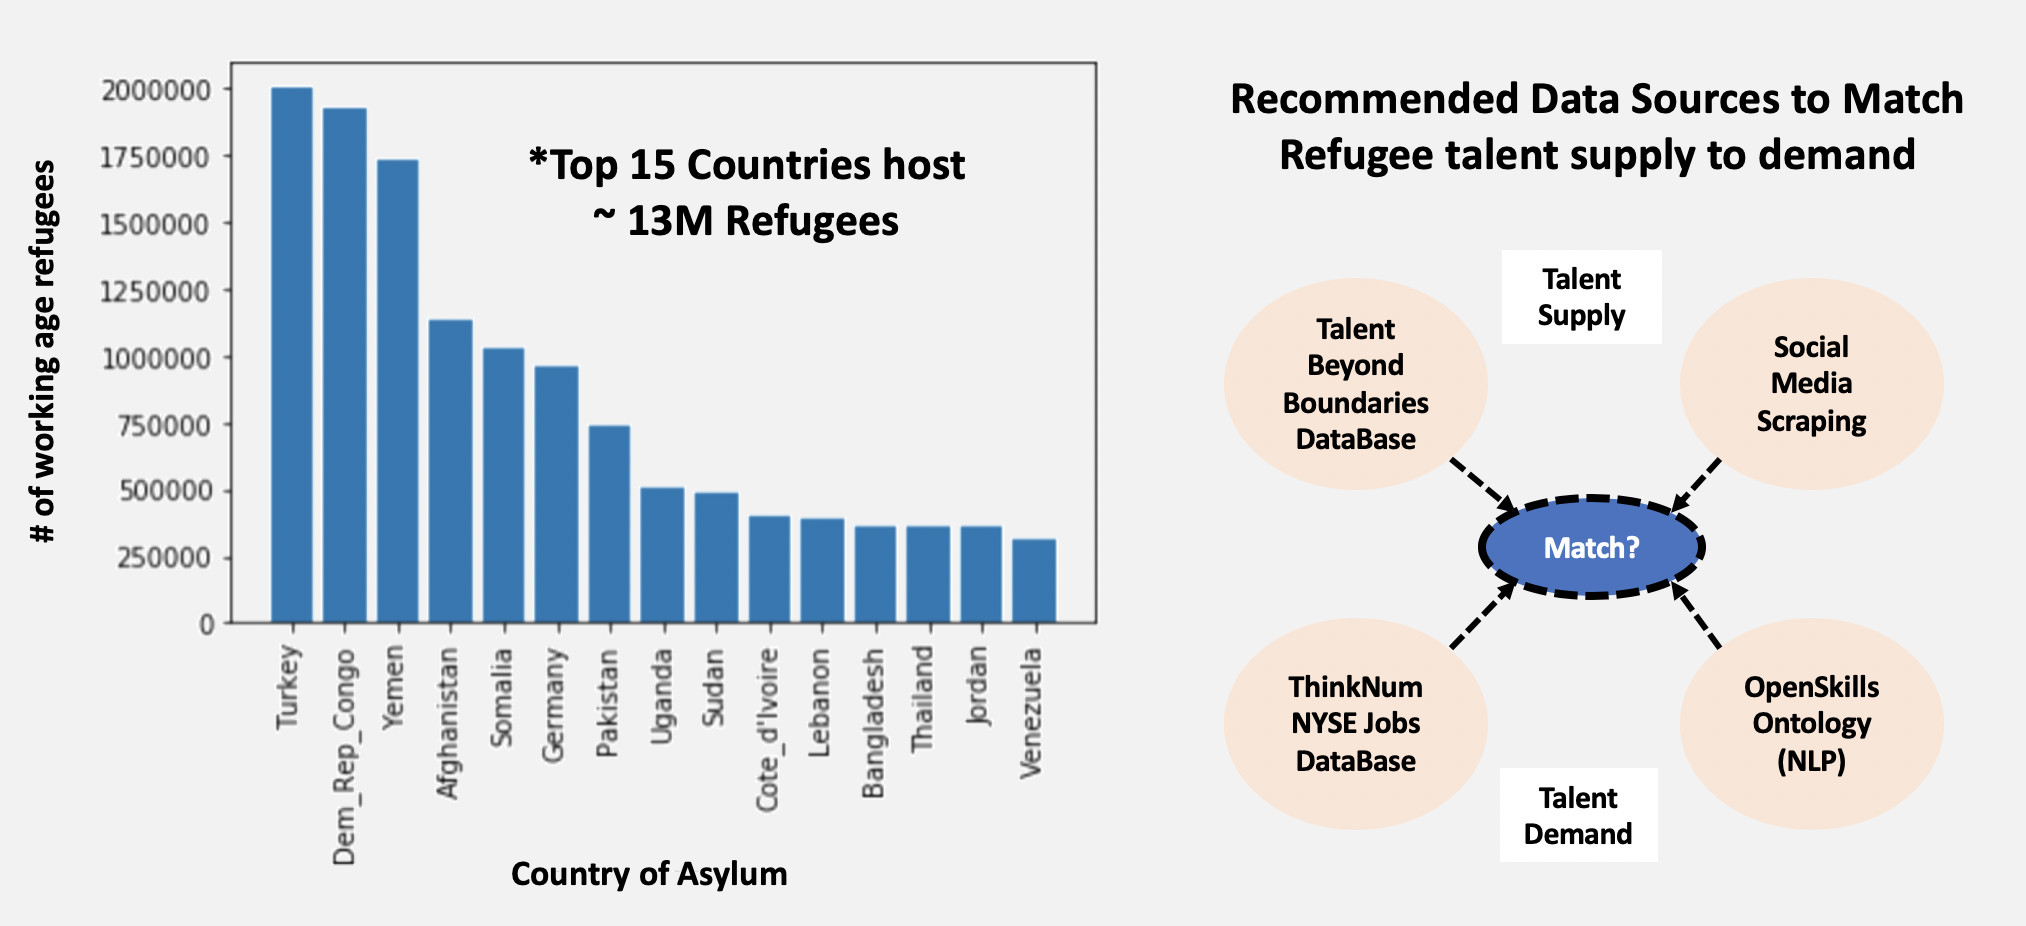 # of working age refugees
2000000
1750000
1500000
1250000
1000000
750000
500000
250000
0
*Top 15 Countries host
~ 13M Refugees
Turkey
Dem_Rep_Congo
Yemen
Afghanistan
Somalia
Germany
Pakistan
Uganda
Sudan
Cote_d'Ivoire
Lebanon
Bangladesh
Thailand
Jordan
Venezuela
Country of Asylum
Recommended Data Sources to Match
Refugee talent supply to demand
Talent
Supply
Talent
Beyond
Boundaries
DataBase
Social
Media
Scraping
Match?
ThinkNum
NYSE Jobs
DataBase
OpenSkills
Ontology
(NLP)
Talent
Demand